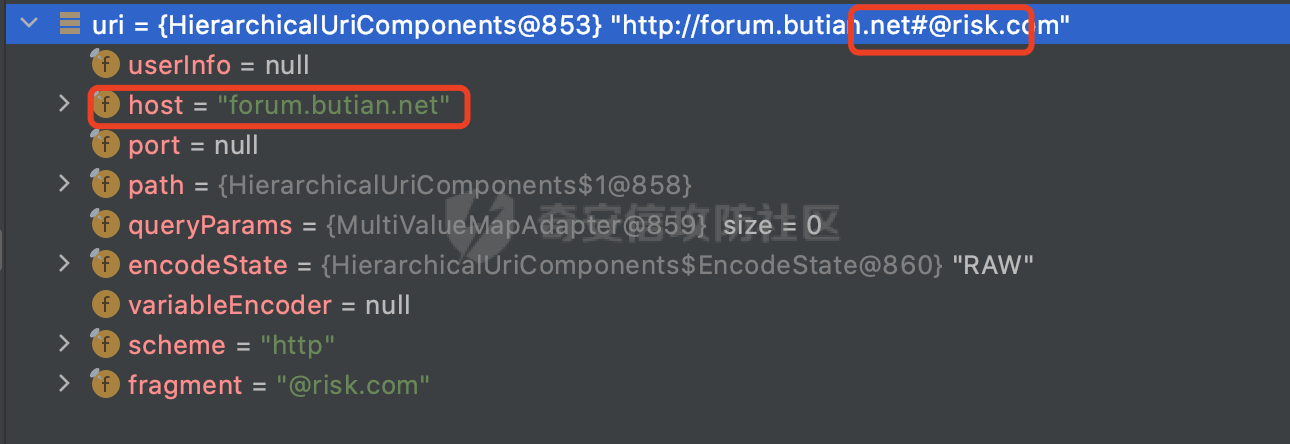 uri = {HierarchicalUriComponents@853} "http://forum.butian.net#@risk.com"
f userInfo = null
f host = "forum.butian.net"
f port = null
f path = {HierarchicalUriComponents$1@858}
f queryParams = {MultiValueMapAdapter@859} size = 0
奇安信攻防社区
f encodeState = {HierarchicalUriComponents$EncodeState@860} "RAW"
f variableEncoder = null
f scheme = "http"
f fragment = "@risk.com"